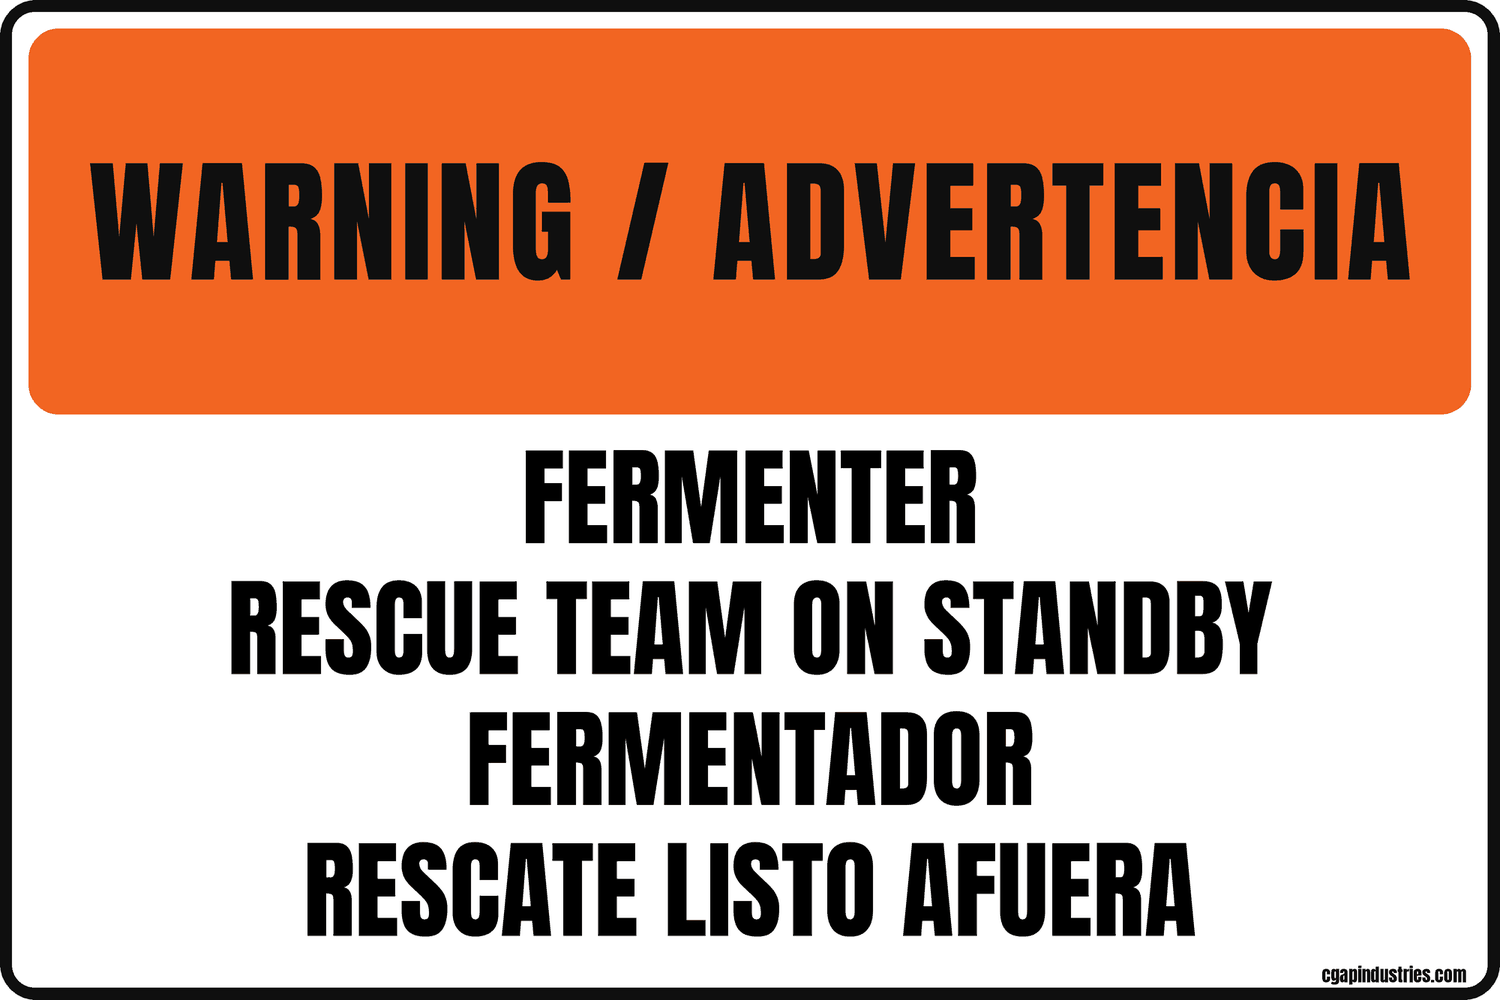 WARNING / ADVERTENCIA
FERMENTER
RESCUE TEAM ON STANDBY
FERMENTADOR
RESCATE LISTO AFUERA
cgapindustries.com